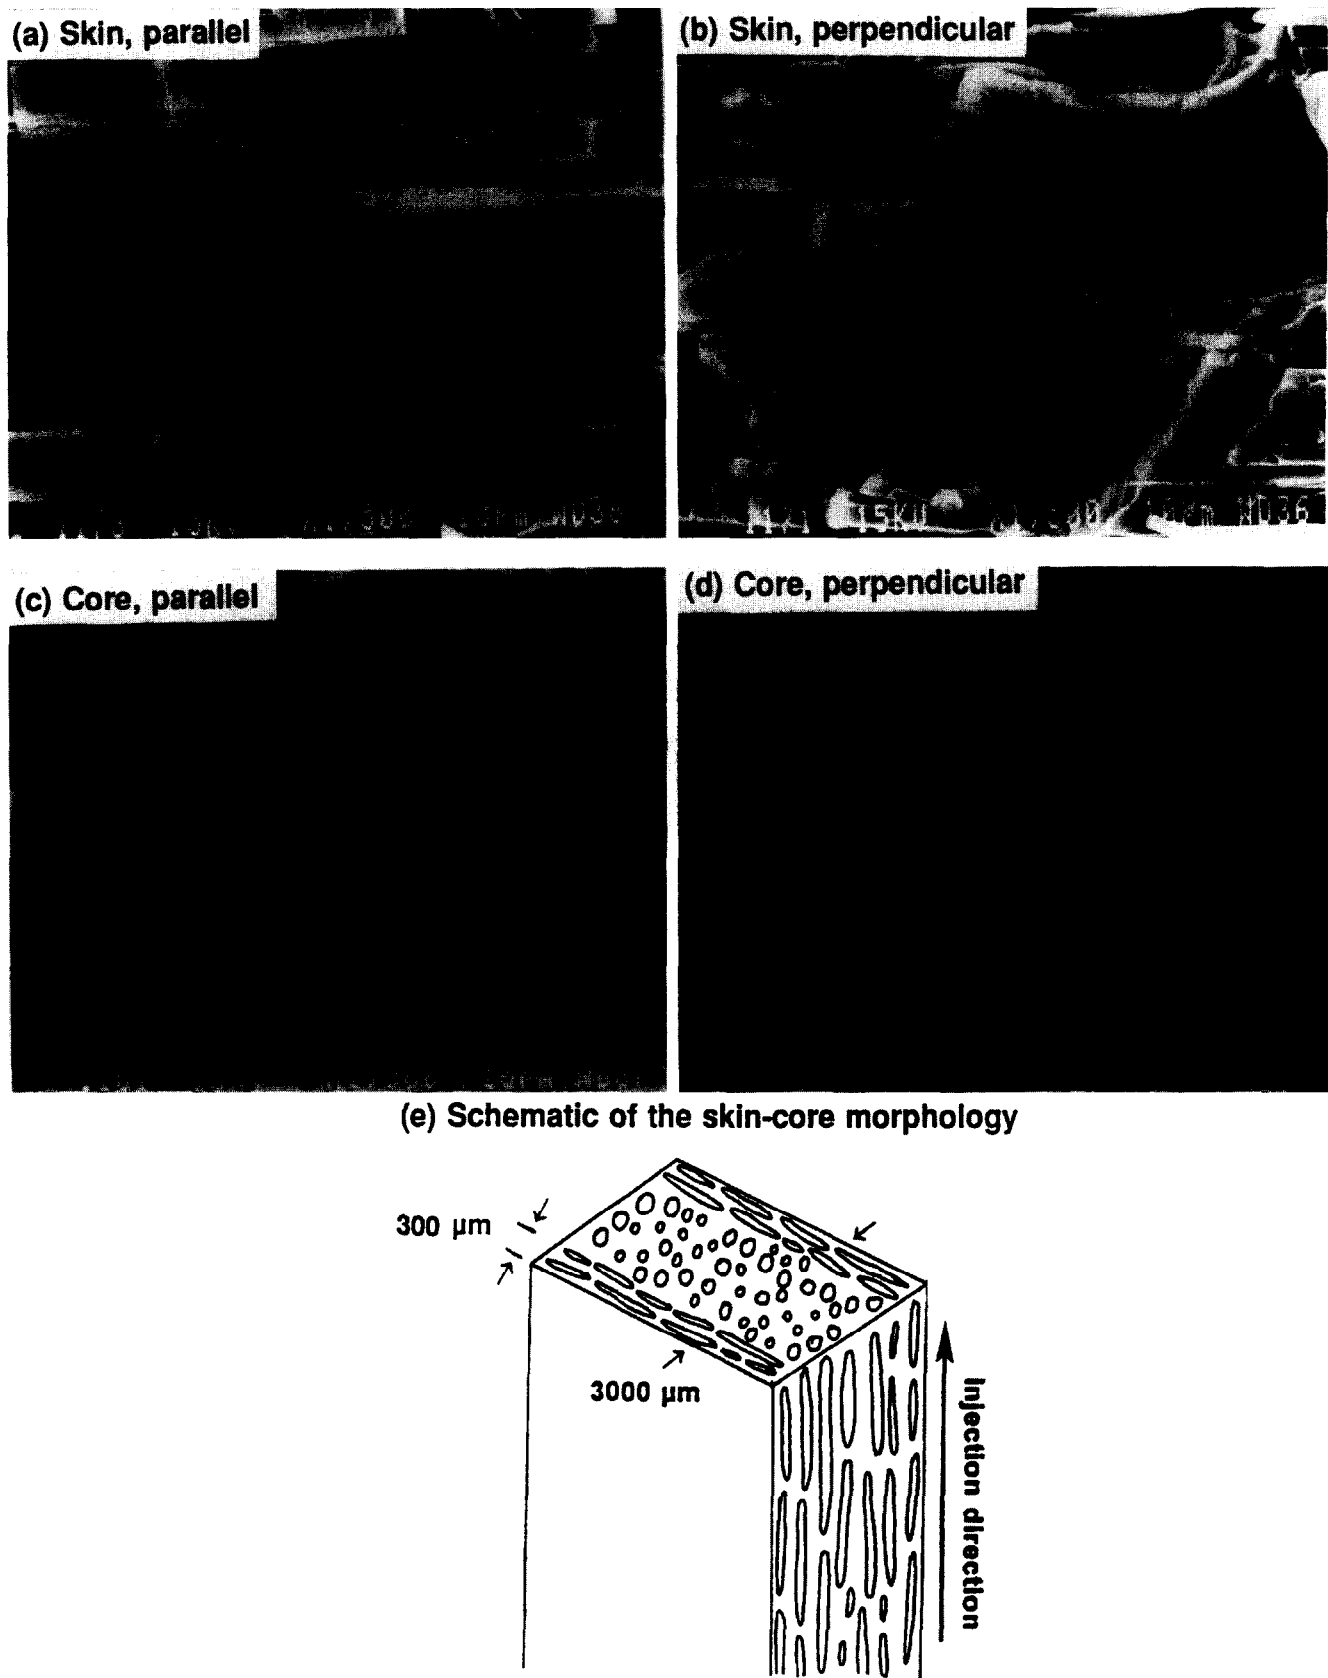 (a) Skin, parallel
(b) Skin, perpendicular
15KU
(c) Core, parallel
(d) Core, perpendicular
(e) Schematic of the skin-core morphology
300 µm
3000 µm
Injection direction